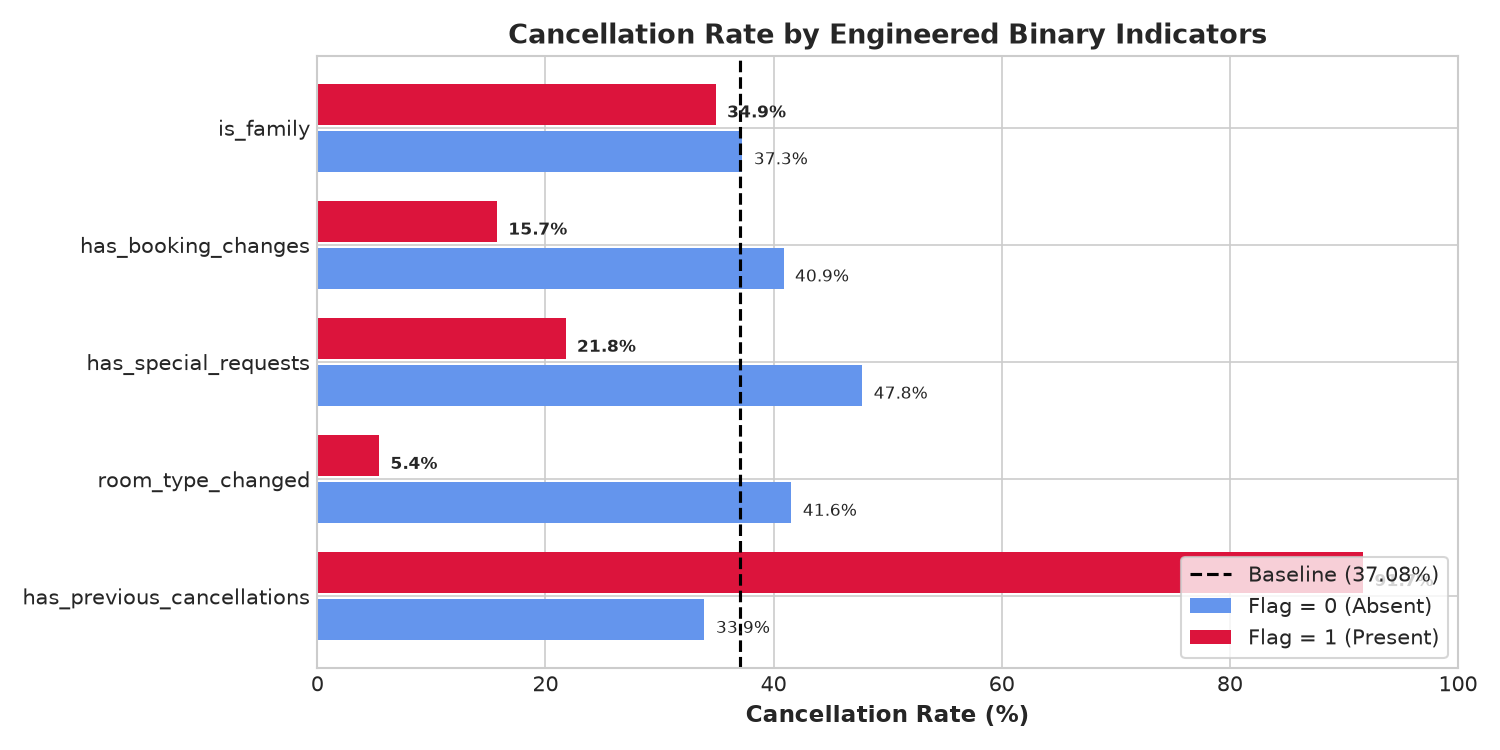 Cancellation Rate by Engineered Binary Indicators
is_family
34.9%
37.3%
has_booking_changes
15.7%
40.9%
has_special_requests
21.8%
47.8%
room_type_changed
5.4%
41.6%
has_previous_cancellations
33.9%
Baseline (37.08%)
Flag = 0 (Absent)
Flag = 1 (Present)
0 20 40 60 80 100
Cancellation Rate (%)